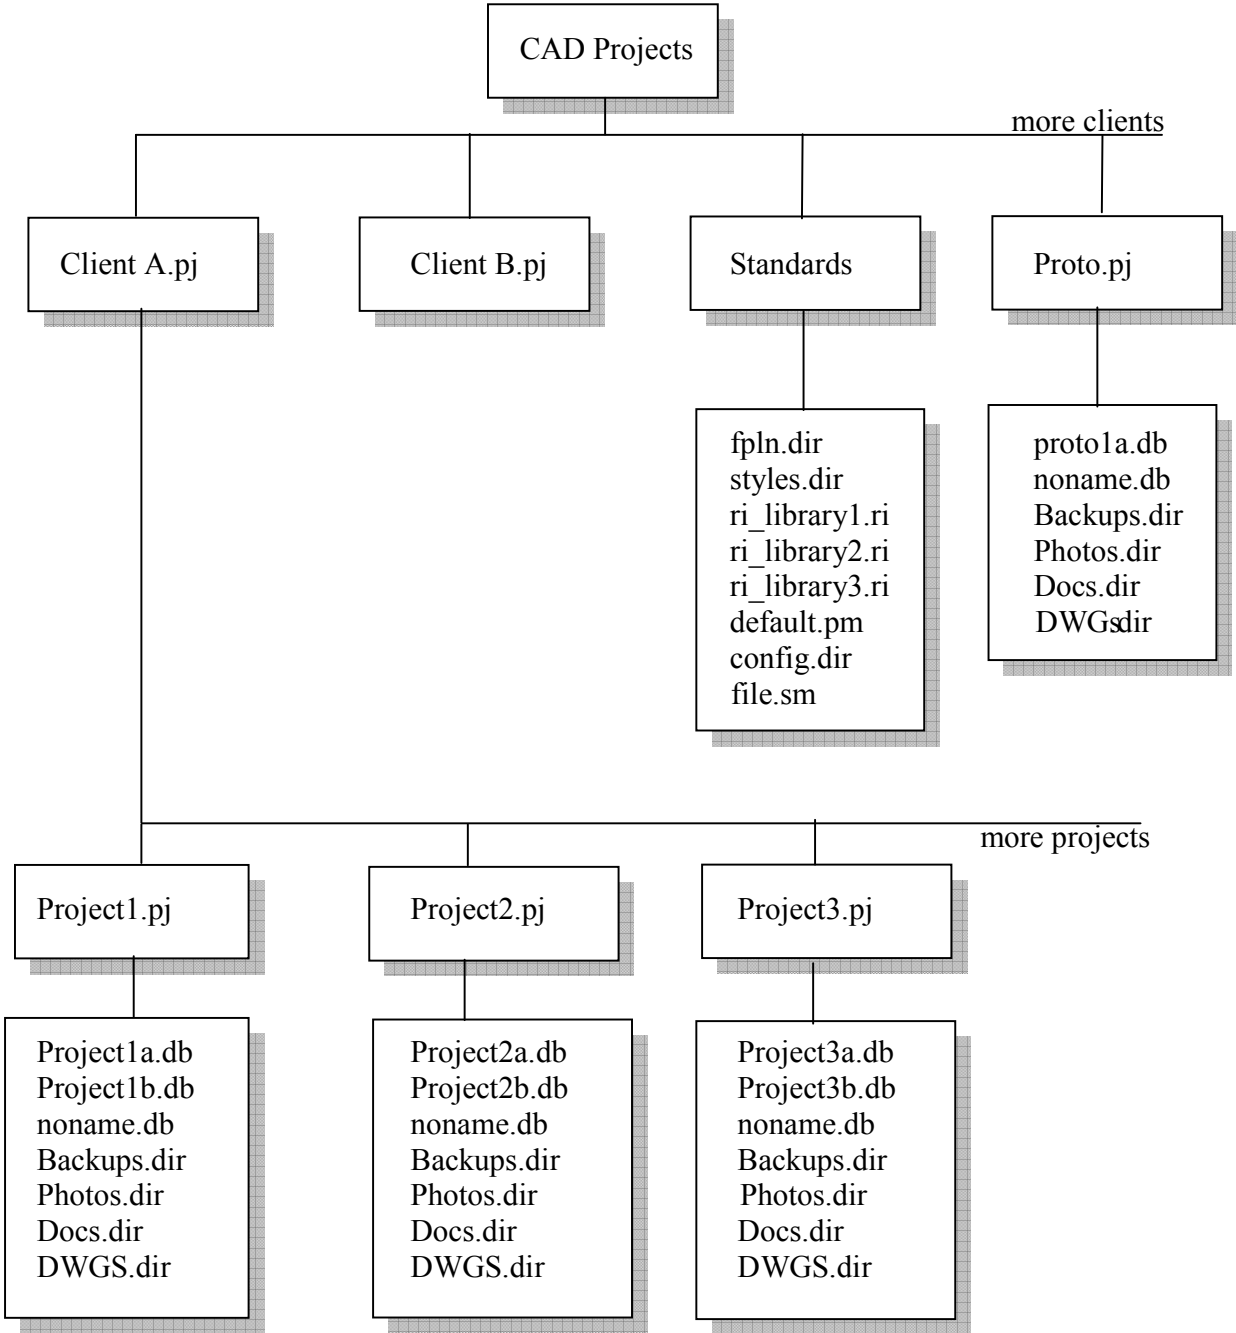 CAD Projects
more clients
Client A.pj
Client B.pj
Standards
Proto.pj
fpln.dir
styles.dir
ri_library1.ri
ri_library2.ri
ri_library3.ri
default.pm
config.dir
file.sm
proto1a.db
noname.db
Backups.dir
Photos.dir
Docs.dir
DWGs.dir
more projects
Project1.pj
Project2.pj
Project3.pj
Project1a.db
Project1b.db
noname.db
Backups.dir
Photos.dir
Docs.dir
DWGS.dir
Project2a.db
Project2b.db
noname.db
Backups.dir
Photos.dir
Docs.dir
DWGS.dir
Project3a.db
Project3b.db
noname.db
Backups.dir
Photos.dir
Docs.dir
DWGS.dir